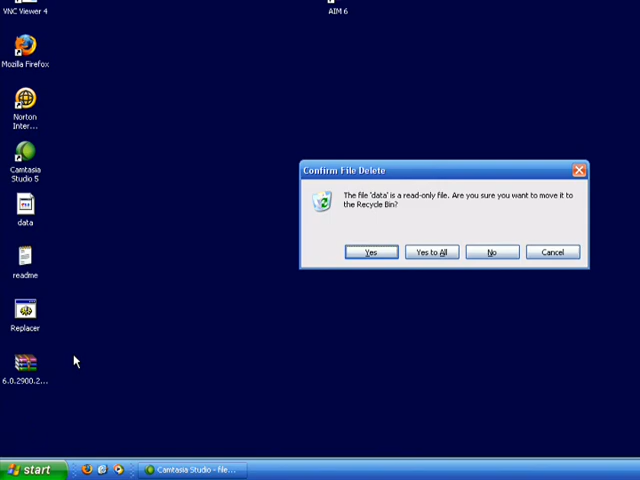 VNC Viewer 4
AIM 6
Mozilla Firefox
Norton
Inter...
Camtasia
Studio 5
data
readme
Replacer
6.0.2900.2...
Confirm File Delete
The file 'data' is a read-only file. Are you sure you want to move it to
the Recycle Bin?
Yes
Yes to All
No
Cancel
start
Camtasia Studio - file...